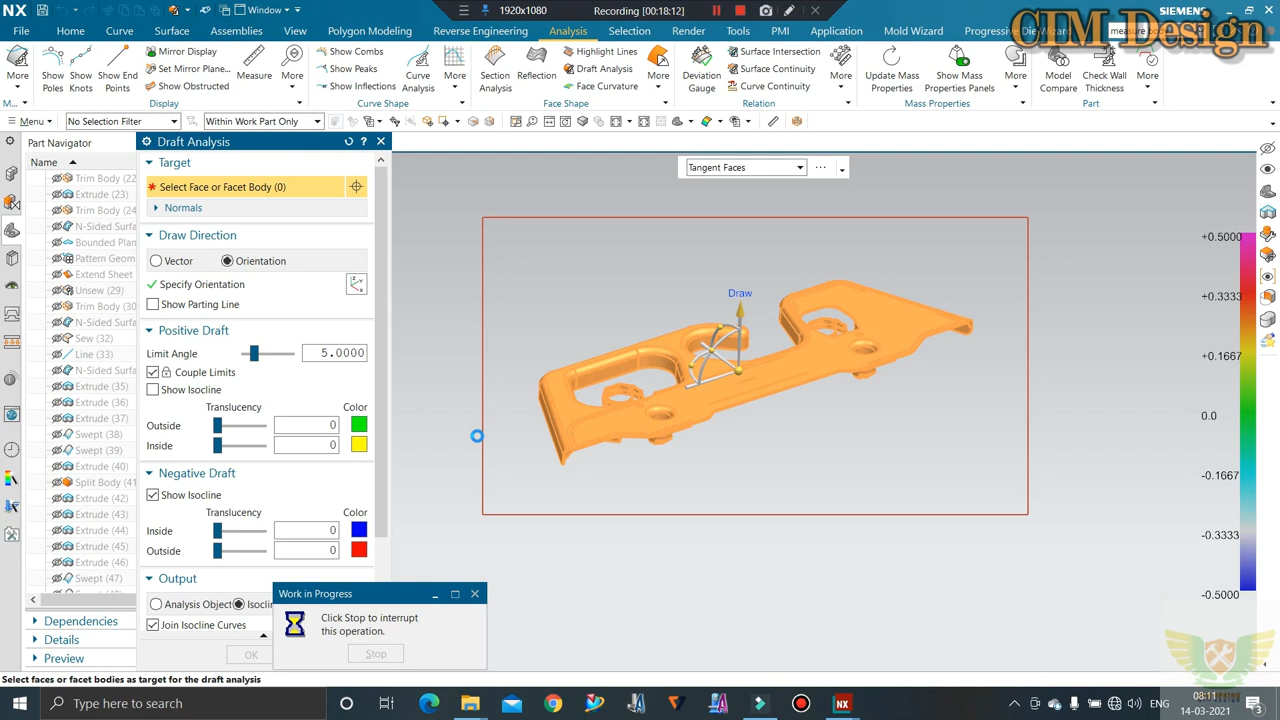 NX
Window
1920x1080
Recording [00:18:12]
SIEMENS
CIM Design
File
Home
Curve
Surface
Assemblies
View
Polygon Modeling
Reverse Engineering
Analysis
Selection
Render
Tools
PMI
Application
Mold Wizard
Progressive Die Wizard
More
Show Poles
Show Knots
Show End Points
Mirror Display
Set Mirror Plane...
Show Obstructed
Measure
More
Show Combs
Show Peaks
Show Inflections
Curve Analysis
More
Section Analysis
Reflection
Highlight Lines
Draft Analysis
Face Curvature
More
Deviation Gauge
Surface Intersection
Surface Continuity
Curve Continuity
More
Update Mass Properties
Show Mass Properties Panels
More
Model Compare
Check Wall Thickness
More
M...
Display
Curve Shape
Face Shape
Relation
Mass Properties
Part
Menu
No Selection Filter
Within Work Part Only
Part Navigator
Name
Trim Body (22
Extrude (23)
Trim Body (24
N-Sided Surfa
Bounded Plan
Pattern Geom
Extend Sheet
Unsew (29)
Trim Body (30
N-Sided Surfa
Sew (32)
Line (33)
N-Sided Surfa
Extrude (35)
Extrude (36)
Extrude (37)
Swept (38)
Swept (39)
Extrude (40)
Split Body (41
Extrude (42)
Extrude (43)
Extrude (44)
Extrude (45)
Extrude (46)
Swept (47)
Dependencies
Details
Preview
Draft Analysis
Target
* Select Face or Facet Body (0)
Normals
Draw Direction
Vector
Orientation
Specify Orientation
Show Parting Line
Positive Draft
Limit Angle
5.0000
Couple Limits
Show Isocline
Translucency
Color
Outside
0
Inside
0
Negative Draft
Show Isocline
Translucency
Color
Inside
0
Outside
0
Output
Analysis Object
Isoclin
Join Isocline Curves
OK
Work in Progress
Click Stop to interrupt
this operation.
Stop
Tangent Faces
Draw
+0.5000
+0.3333
+0.1667
0.0
-0.1667
-0.3333
-0.5000
Select faces or facet bodies as target for the draft analysis
Type here to search
NX
ENG
08:11
14-03-2021
3